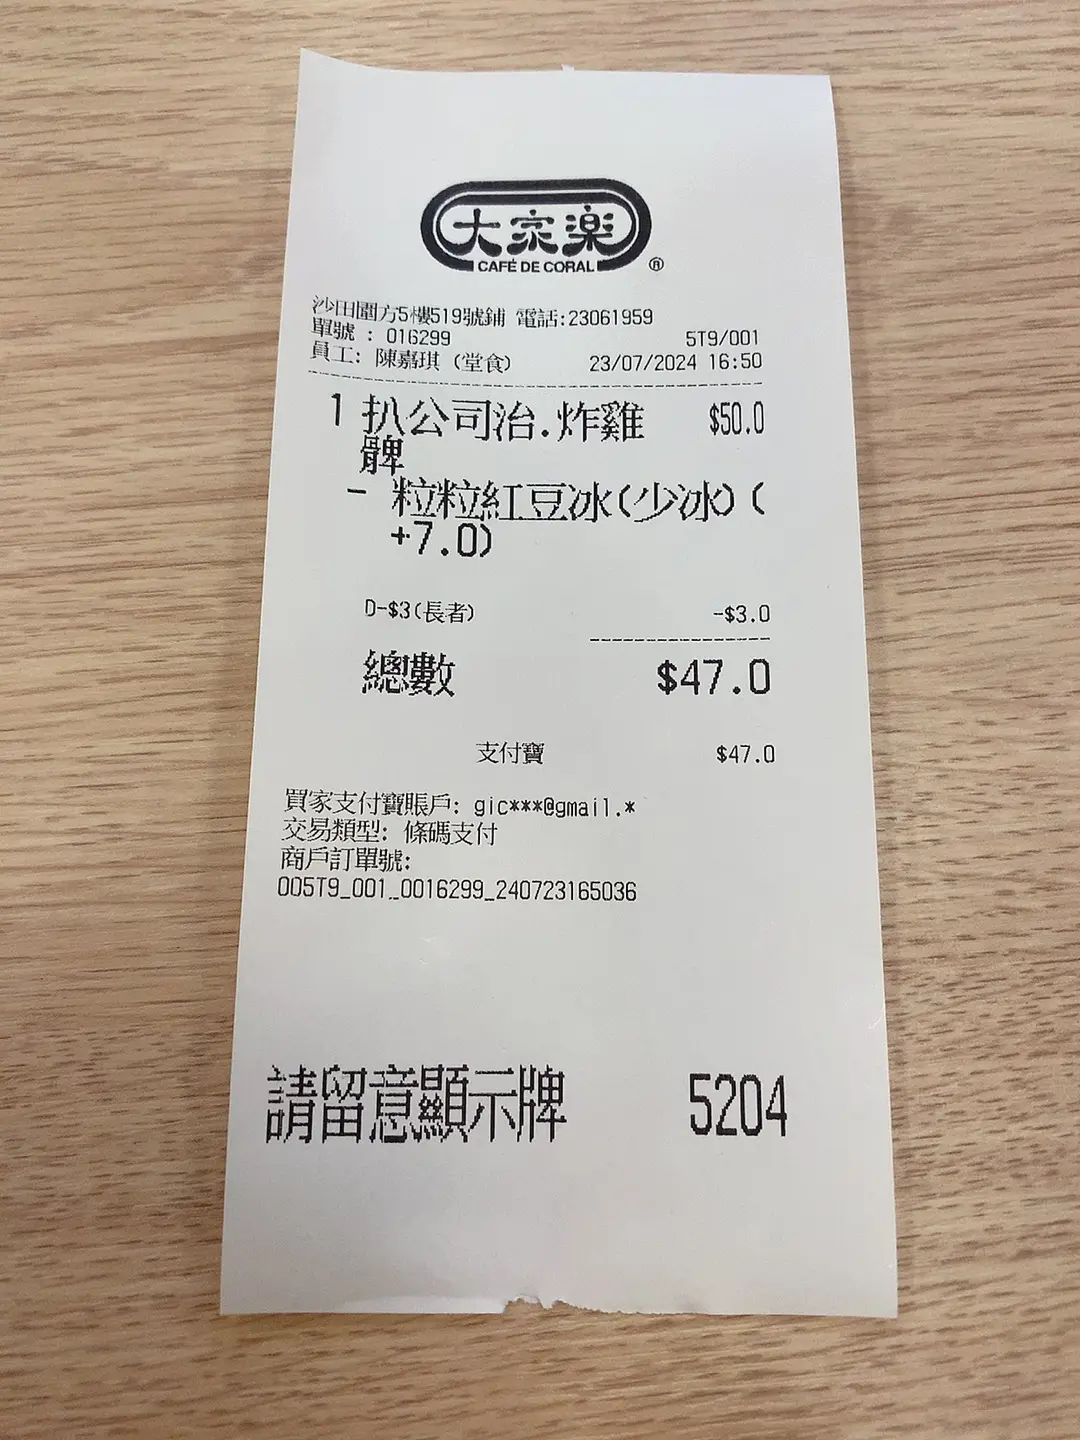 大家楽
CAFÉ DE CORAL ®
沙田圍方5樓519號鋪 電話:23061959
單號 : 016299 5T9/001
員工: 陳嘉琪 (堂食) 23/07/2024 16:50
1 扒公司治.炸雞 $50.0
髀
- 粒粒紅豆冰(少冰) (
+7.0)
D-$3(長者) -$3.0
總數 $47.0
支付寶 $47.0
買家支付寶賬戶: gic***@gmail.*
交易類型: 條碼支付
商戶訂單號:
005T9_001_0016299_240723165036
請留意顯示牌 5204